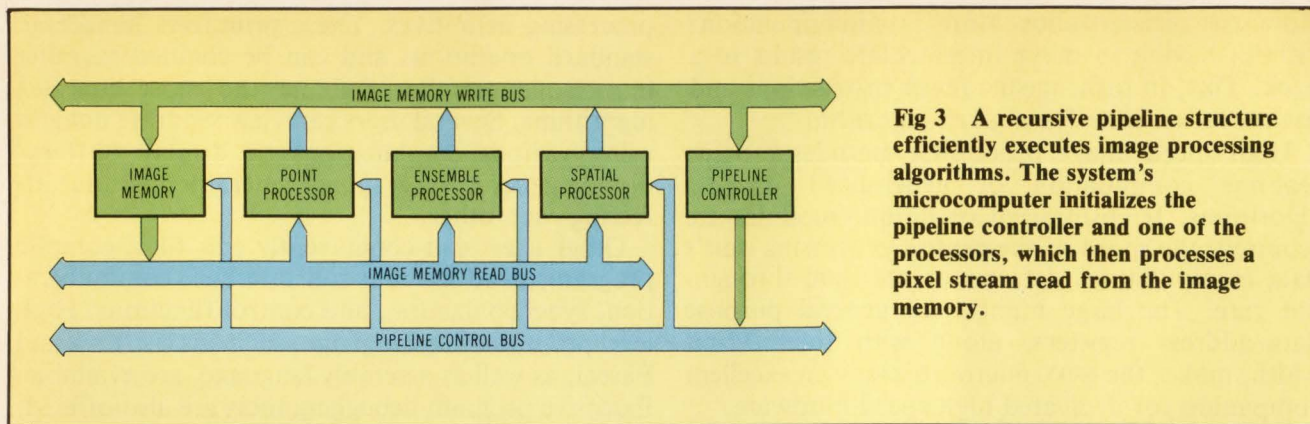 IMAGE MEMORY WRITE BUS
IMAGE
MEMORY
POINT
PROCESSOR
ENSEMBLE
PROCESSOR
SPATIAL
PROCESSOR
PIPELINE
CONTROLLER
IMAGE MEMORY READ BUS
PIPELINE CONTROL BUS
Fig 3 A recursive pipeline structure
efficiently executes image processing
algorithms. The system's
microcomputer initializes the
pipeline controller and one of the
processors, which then processes a
pixel stream read from the image
memory.